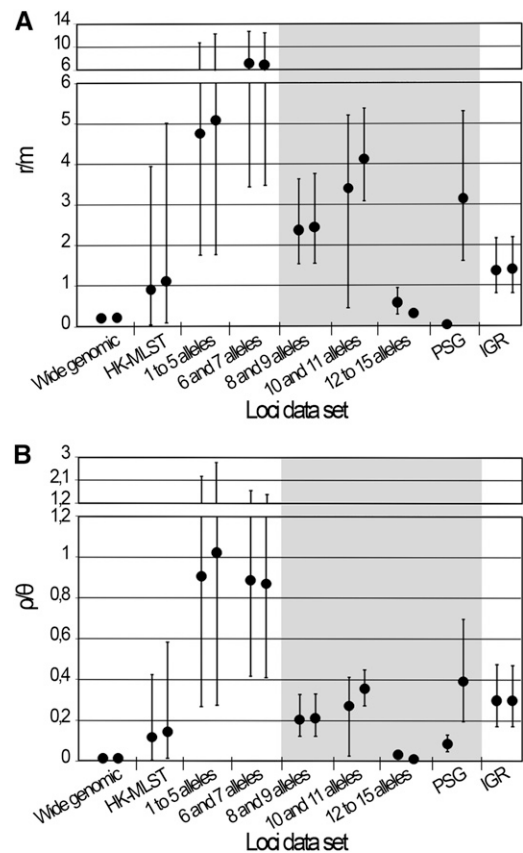 A
14
10
6
6
5
4
3
2
1
0
r/m
Wide genomic
HK-MLST
1 to 5 alleles
6 and 7 alleles
8 and 9 alleles
10 and 11 alleles
12 to 15 alleles
PSG
IGR
Loci data set
B
3
2,1
1,2
1,2
1
0,8
0,6
0,4
0,2
0
ρ/θ
Wide genomic
HK-MLST
1 to 5 alleles
6 and 7 alleles
8 and 9 alleles
10 and 11 alleles
12 to 15 alleles
PSG
IGR
Loci data set